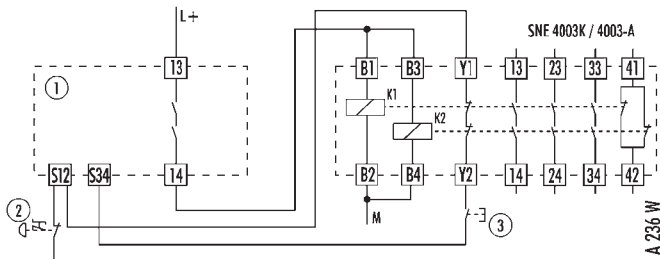 L+
SNE 4003K / 4003-A
13
B1 B3 Y1 13 23 33 41
1
K1
K2
S12 S34 14
B2 B4 Y2 14 24 34 42
2
M
3
A 236 W